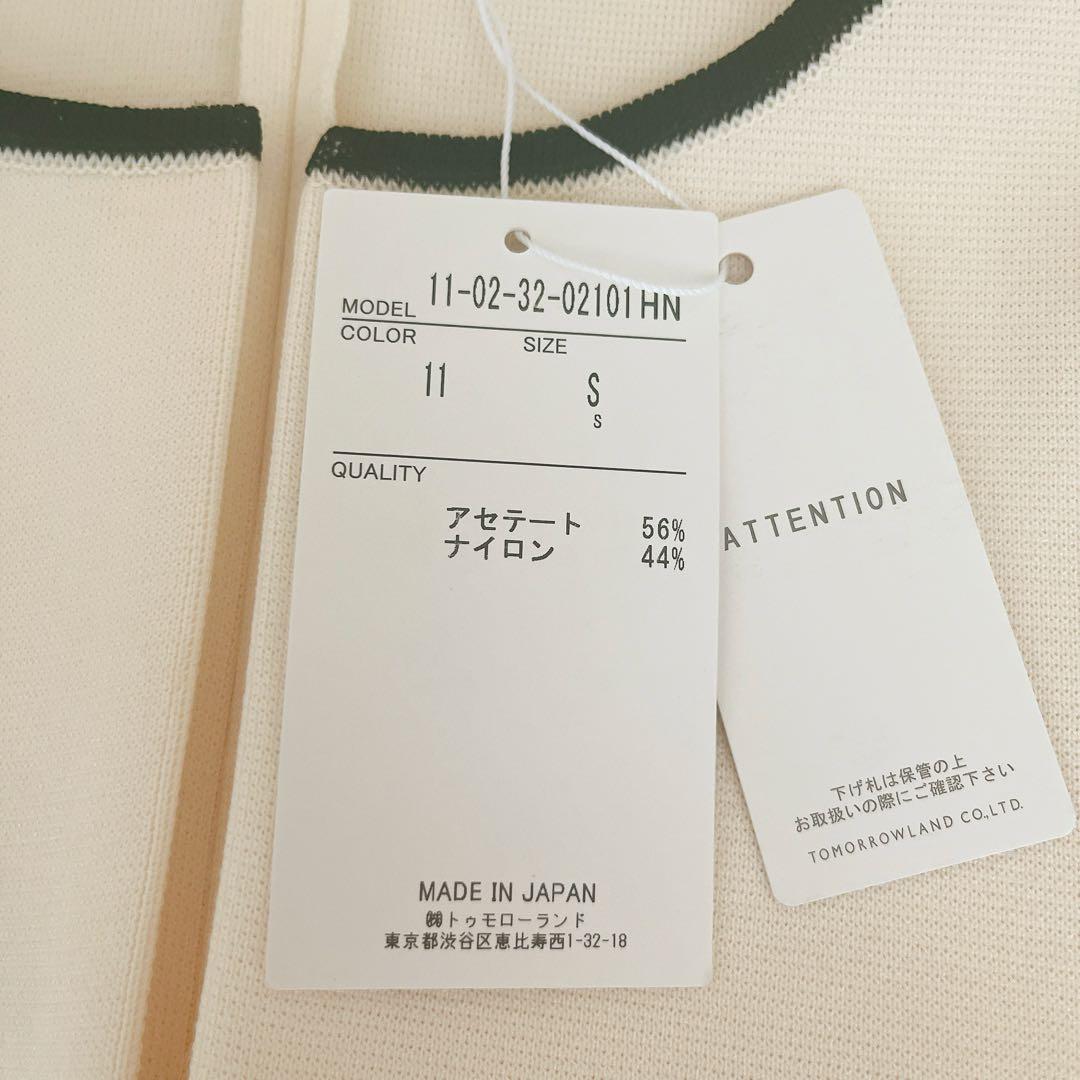 MODEL 11-02-32-02101HN
COLOR SIZE
11 S
S
QUALITY
アセテート 56%
ナイロン 44%
MADE IN JAPAN
㈱トゥモローランド
東京都渋谷区恵比寿西1-32-18
ATTENTION
下げ札は保管の上
お取扱いの際にご確認下さい
TOMORROWLAND CO.,LTD.